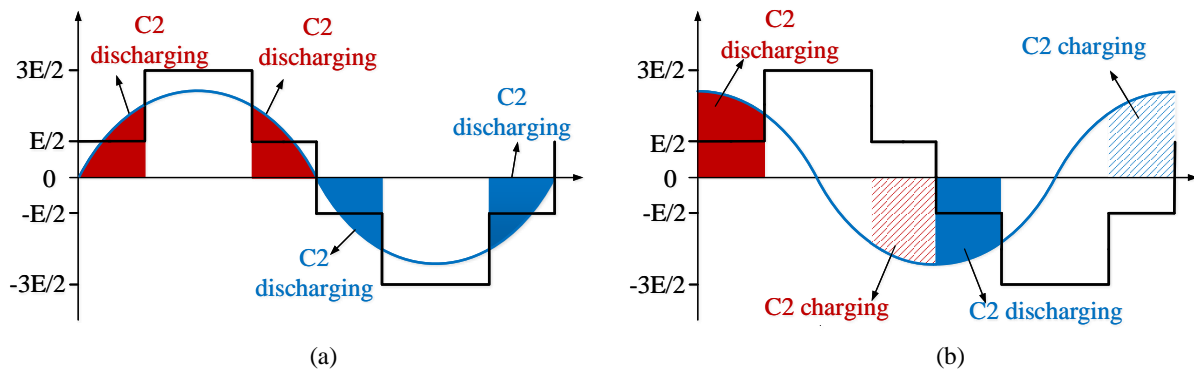 C2
discharging
C2
discharging
C2
discharging
C2
discharging
3E/2
E/2
0
-E/2
-3E/2
(a)
C2
discharging
C2 charging
C2 charging
C2 discharging
3E/2
E/2
0
-E/2
-3E/2
(b)